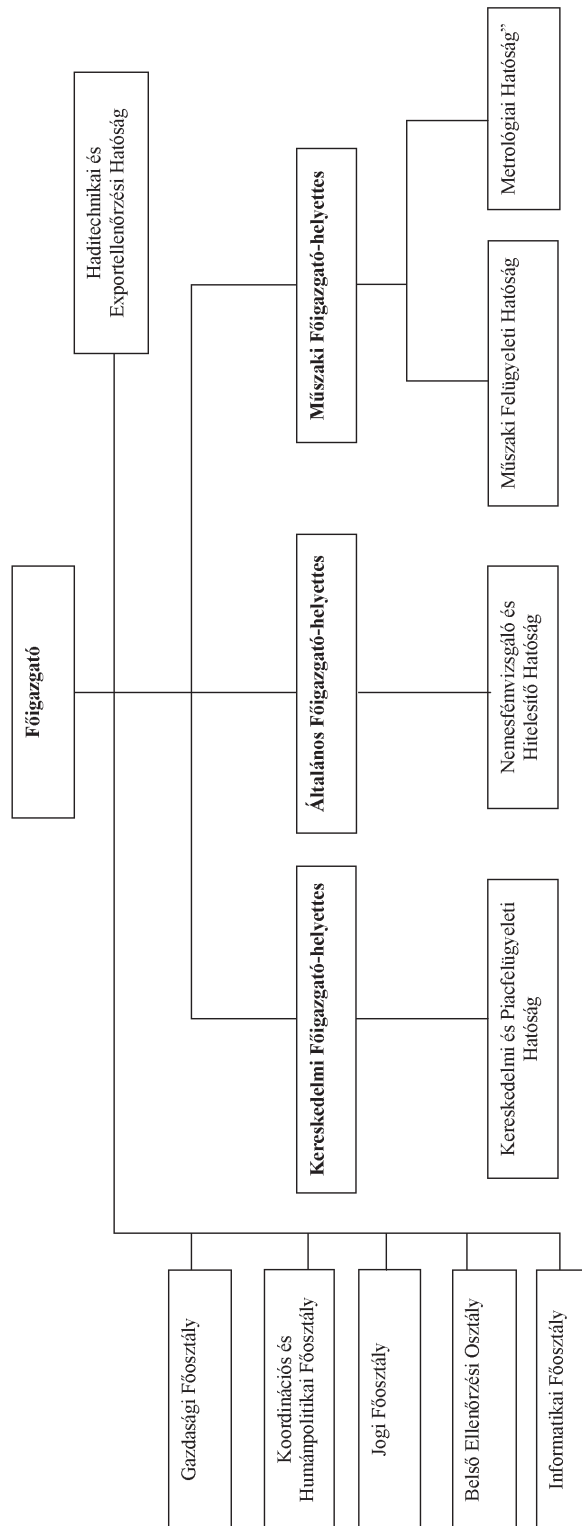 Főigazgató
Haditechnikai és
Exportellenőrzési Hatóság
Gazdasági Főosztály
Koordinációs és
Humánpolitikai Főosztály
Jogi Főosztály
Belső Ellenőrzési Osztály
Informatikai Főosztály
Kereskedelmi Főigazgató-helyettes
Általános Főigazgató-helyettes
Műszaki Főigazgató-helyettes
Kereskedelmi és Piacfelügyeleti
Hatóság
Nemesfémvizsgáló és
Hitelesítő Hatóság
Műszaki Felügyeleti Hatóság
Metrológiai Hatóság”